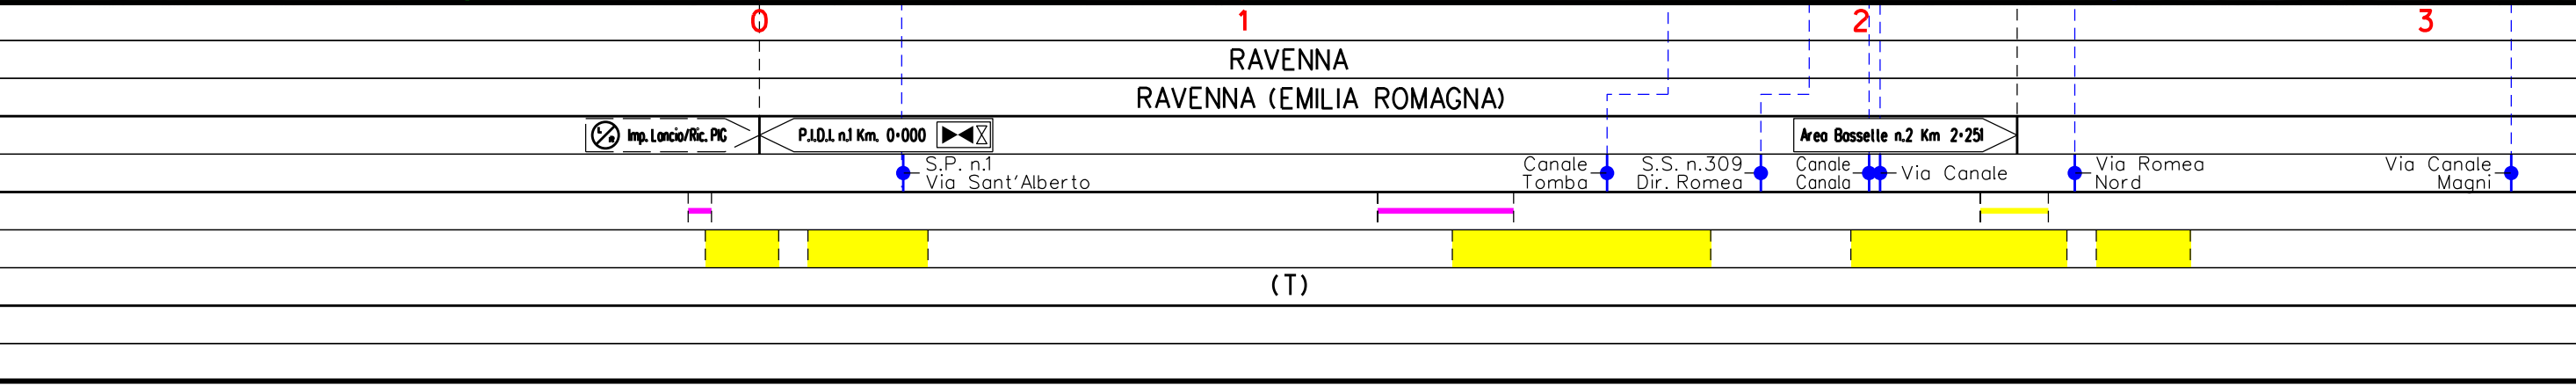 0 1 2 3
RAVENNA
RAVENNA (EMILIA ROMAGNA)
Imp. Lancio/Ric. PIG
P.I.D.I. n.1 Km. 0+000
Area Bosselle n.2 Km 2+251
S.P. n.1
Via Sant'Alberto
Canale
Tomba
S.S. n.309
Dir. Romea
Canale
Canala
Via Canale
Via Romea
Nord
Via Canale
Magni
(T)